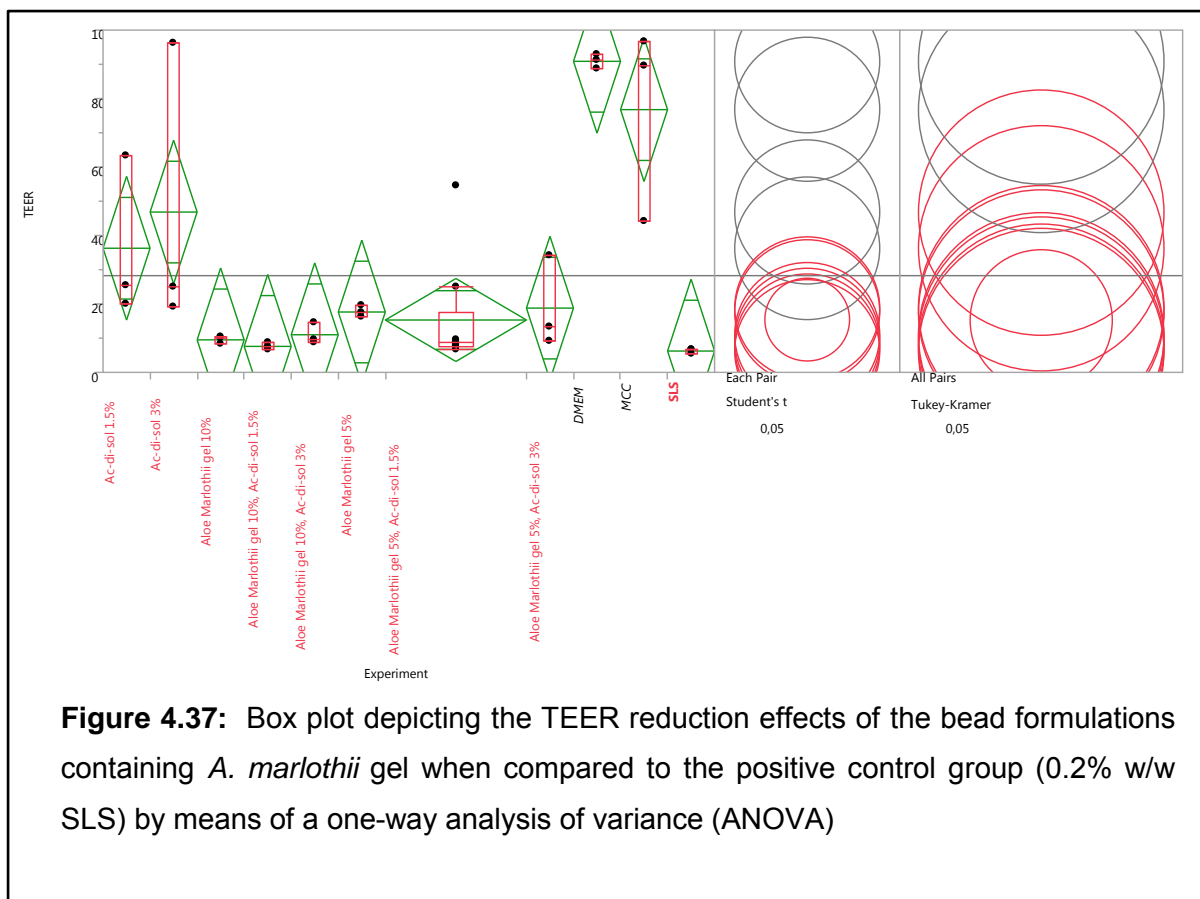 10
80
60
40
20
0
TEER
Ac-di-sol 1.5%
Ac-di-sol 3%
Aloe Marlothii gel 10%
Aloe Marlothii gel 10%, Ac-di-sol 1.5%
Aloe Marlothii gel 10%, Ac-di-sol 3%
Aloe Marlothii gel 5%
Aloe Marlothii gel 5%, Ac-di-sol 1.5%
Aloe Marlothii gel 5%, Ac-di-sol 3%
DMEM
MCC
SLS
Each Pair
Student's t
0,05
All Pairs
Tukey-Kramer
0,05
Experiment
Figure 4.37: Box plot depicting the TEER reduction effects of the bead formulations
containing A. marlothii gel when compared to the positive control group (0.2% w/w
SLS) by means of a one-way analysis of variance (ANOVA)